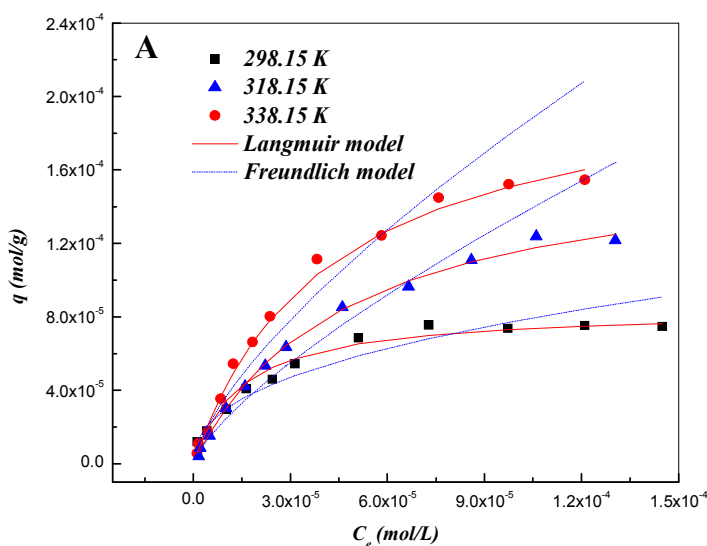 A
298.15 K
318.15 K
338.15 K
Langmuir model
Freundlich model
q (mol/g)
2.4x10⁻⁴
2.0x10⁻⁴
1.6x10⁻⁴
1.2x10⁻⁴
8.0x10⁻⁵
4.0x10⁻⁵
0.0
0.0 3.0x10⁻⁵ 6.0x10⁻⁵ 9.0x10⁻⁵ 1.2x10⁻⁴ 1.5x10⁻⁴
Cₑ (mol/L)